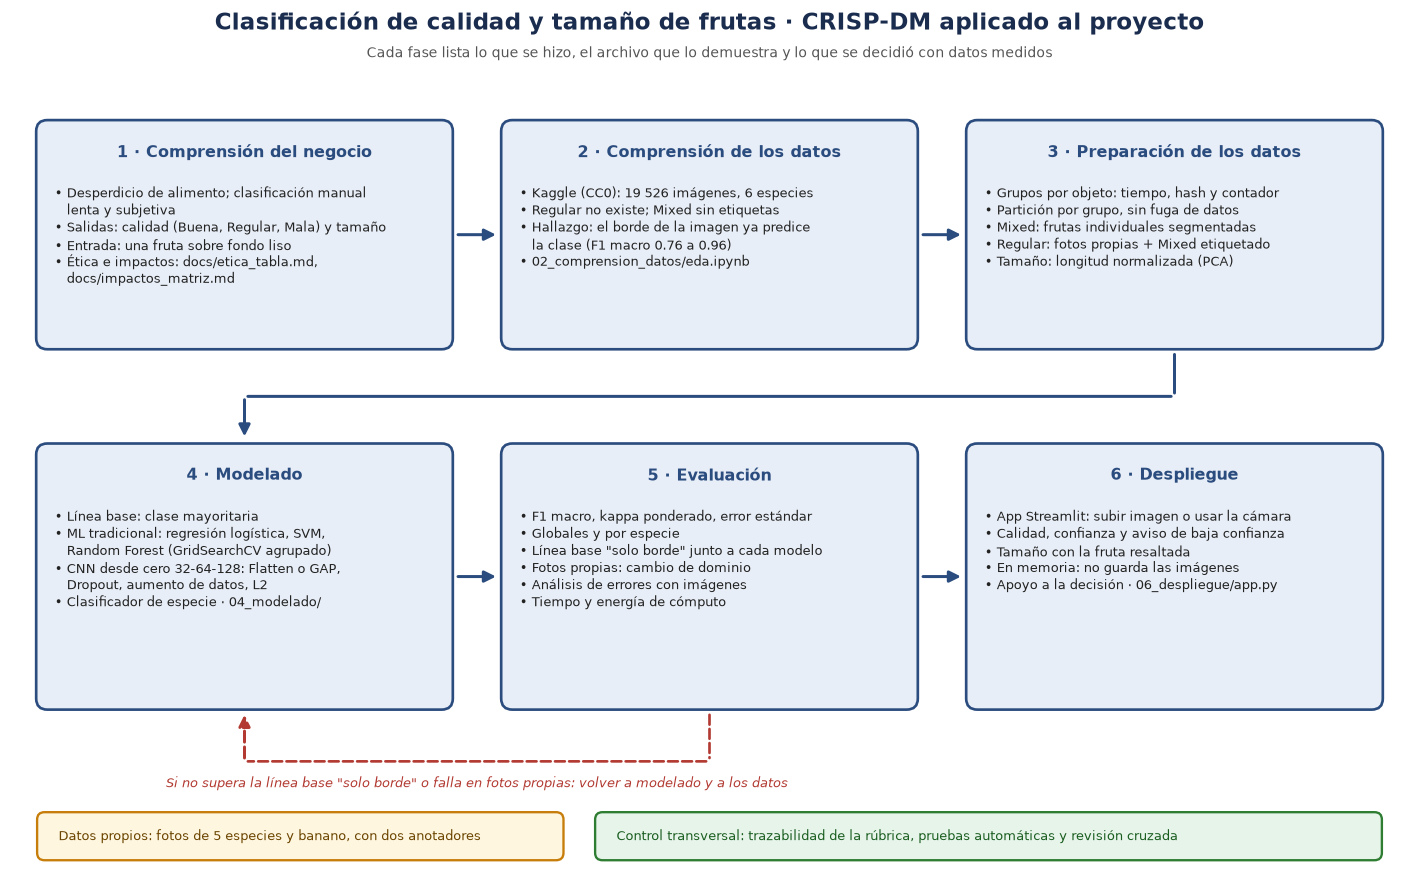 Clasificación de calidad y tamaño de frutas · CRISP-DM aplicado al proyecto
Cada fase lista lo que se hizo, el archivo que lo demuestra y lo que se decidió con datos medidos
1 · Comprensión del negocio
• Desperdicio de alimento; clasificación manual
lenta y subjetiva
• Salidas: calidad (Buena, Regular, Mala) y tamaño
• Entrada: una fruta sobre fondo liso
• Ética e impactos: docs/etica_tabla.md,
docs/impactos_matriz.md
2 · Comprensión de los datos
• Kaggle (CC0): 19 526 imágenes, 6 especies
• Regular no existe; Mixed sin etiquetas
• Hallazgo: el borde de la imagen ya predice
la clase (F1 macro 0.76 a 0.96)
• 02_comprension_datos/eda.ipynb
3 · Preparación de los datos
• Grupos por objeto: tiempo, hash y contador
• Partición por grupo, sin fuga de datos
• Mixed: frutas individuales segmentadas
• Regular: fotos propias + Mixed etiquetado
• Tamaño: longitud normalizada (PCA)
4 · Modelado
• Línea base: clase mayoritaria
• ML tradicional: regresión logística, SVM,
Random Forest (GridSearchCV agrupado)
• CNN desde cero 32-64-128: Flatten o GAP,
Dropout, aumento de datos, L2
• Clasificador de especie · 04_modelado/
5 · Evaluación
• F1 macro, kappa ponderado, error estándar
• Globales y por especie
• Línea base "solo borde" junto a cada modelo
• Fotos propias: cambio de dominio
• Análisis de errores con imágenes
• Tiempo y energía de cómputo
6 · Despliegue
• App Streamlit: subir imagen o usar la cámara
• Calidad, confianza y aviso de baja confianza
• Tamaño con la fruta resaltada
• En memoria: no guarda las imágenes
• Apoyo a la decisión · 06_despliegue/app.py
Si no supera la línea base "solo borde" o falla en fotos propias: volver a modelado y a los datos
Datos propios: fotos de 5 especies y banano, con dos anotadores
Control transversal: trazabilidad de la rúbrica, pruebas automáticas y revisión cruzada